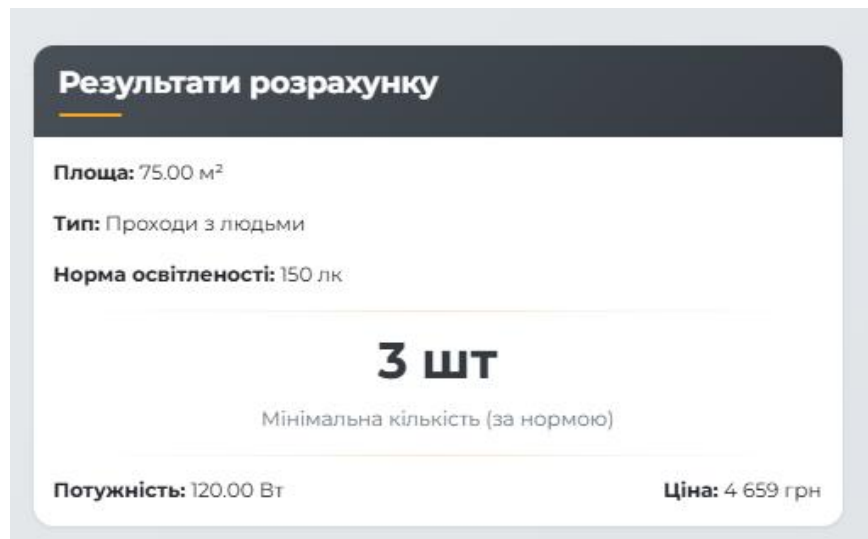 Результати розрахунку
Площа: 75.00 м²
Тип: Проходи з людьми
Норма освітленості: 150 лк
3 шт
Мінімальна кількість (за нормою)
Потужність: 120.00 Вт Ціна: 4 659 грн